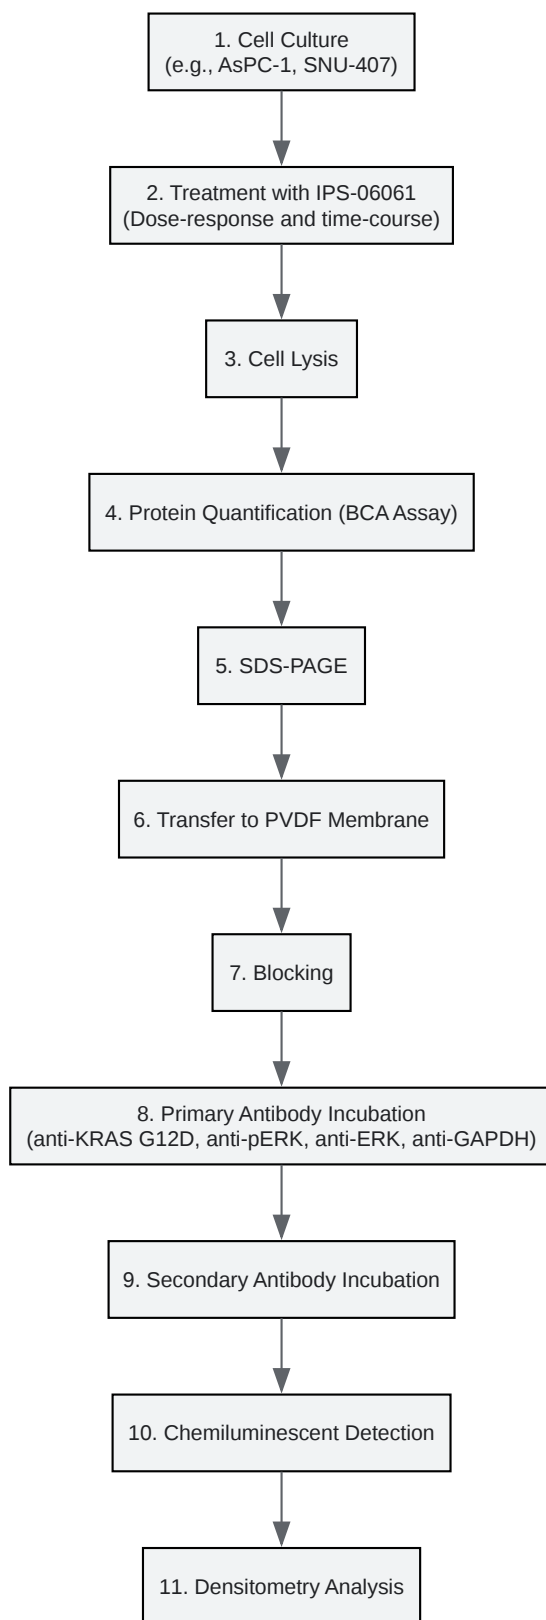 1. Cell Culture
(e.g., AsPC-1, SNU-407)
2. Treatment with IPS-06061
(Dose-response and time-course)
3. Cell Lysis
4. Protein Quantification (BCA Assay)
5. SDS-PAGE
6. Transfer to PVDF Membrane
7. Blocking
8. Primary Antibody Incubation
(anti-KRAS G12D, anti-pERK, anti-ERK, anti-GAPDH)
9. Secondary Antibody Incubation
10. Chemiluminescent Detection
11. Densitometry Analysis